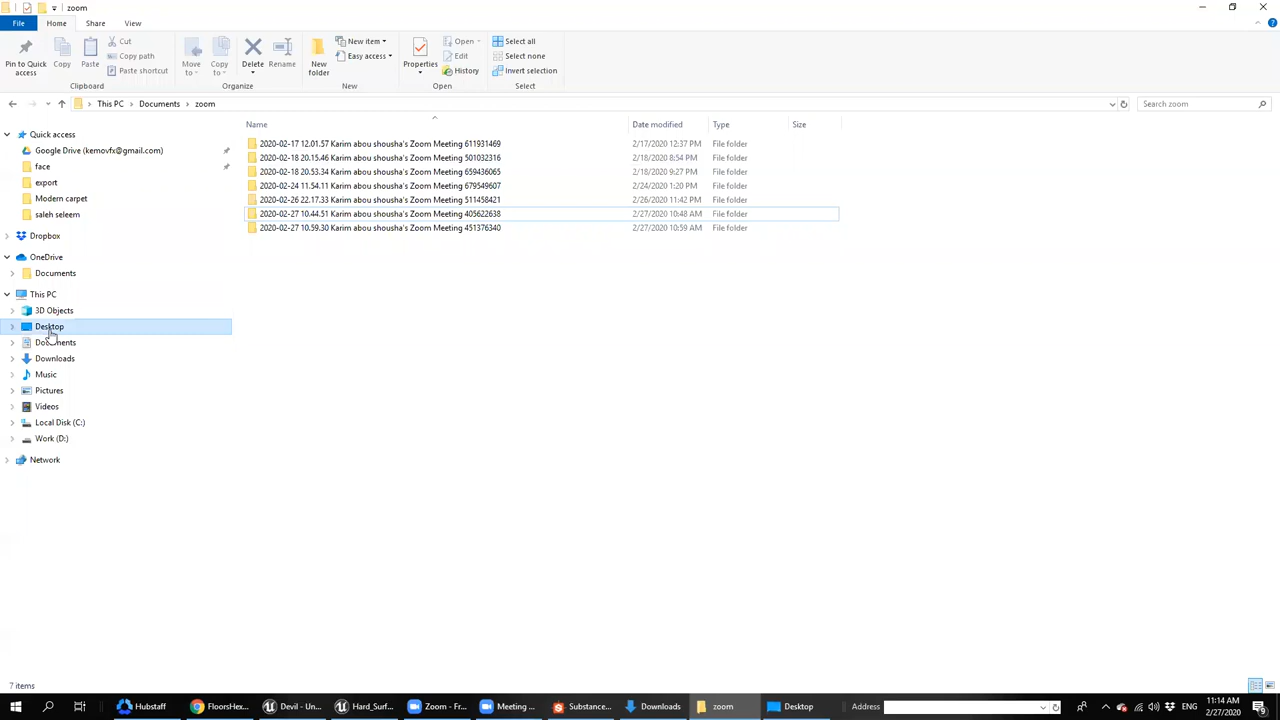 zoom
File Home Share View
Pin to Quick access
Copy
Paste
Cut
Copy path
Paste shortcut
Move to
Copy to
Delete
Rename
New folder
New item
Easy access
Properties
Open
Edit
History
Select all
Select none
Invert selection
Clipboard Organize New Open Select
This PC Documents zoom
Search zoom
Name Date modified Type Size
2020-02-17 12.01.57 Karim abou shousha's Zoom Meeting 611931469 2/17/2020 12:37 PM File folder
2020-02-18 20.15.46 Karim abou shousha's Zoom Meeting 501032316 2/18/2020 8:54 PM File folder
2020-02-18 20.53.34 Karim abou shousha's Zoom Meeting 659436065 2/18/2020 9:27 PM File folder
2020-02-24 11.54.11 Karim abou shousha's Zoom Meeting 679549607 2/24/2020 1:20 PM File folder
2020-02-26 22.17.33 Karim abou shousha's Zoom Meeting 511458421 2/26/2020 11:42 PM File folder
2020-02-27 10.44.51 Karim abou shousha's Zoom Meeting 405622638 2/27/2020 10:48 AM File folder
2020-02-27 10.59.30 Karim abou shousha's Zoom Meeting 451376340 2/27/2020 10:59 AM File folder
Quick access
Google Drive (kemovfx@gmail.com)
face
export
Modern carpet
saleh seleem
Dropbox
OneDrive
Documents
This PC
3D Objects
Desktop
Documents
Downloads
Music
Pictures
Videos
Local Disk (C:)
Work (D:)
Network
7 items
Hubstaff FloorsHex... Devil - Un... Hard_Surf... Zoom - Fr... Meeting ... Substance... Downloads zoom Desktop Address ENG
11:14 AM
2/27/2020